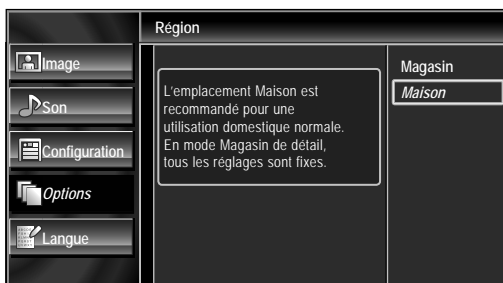 Région
Image
Son
Configuration
Options
Langue
L'emplacement Maison est
recommandé pour une
utilisation domestique normale.
En mode Magasin de détail,
tous les réglages sont fixes.
Magasin
Maison